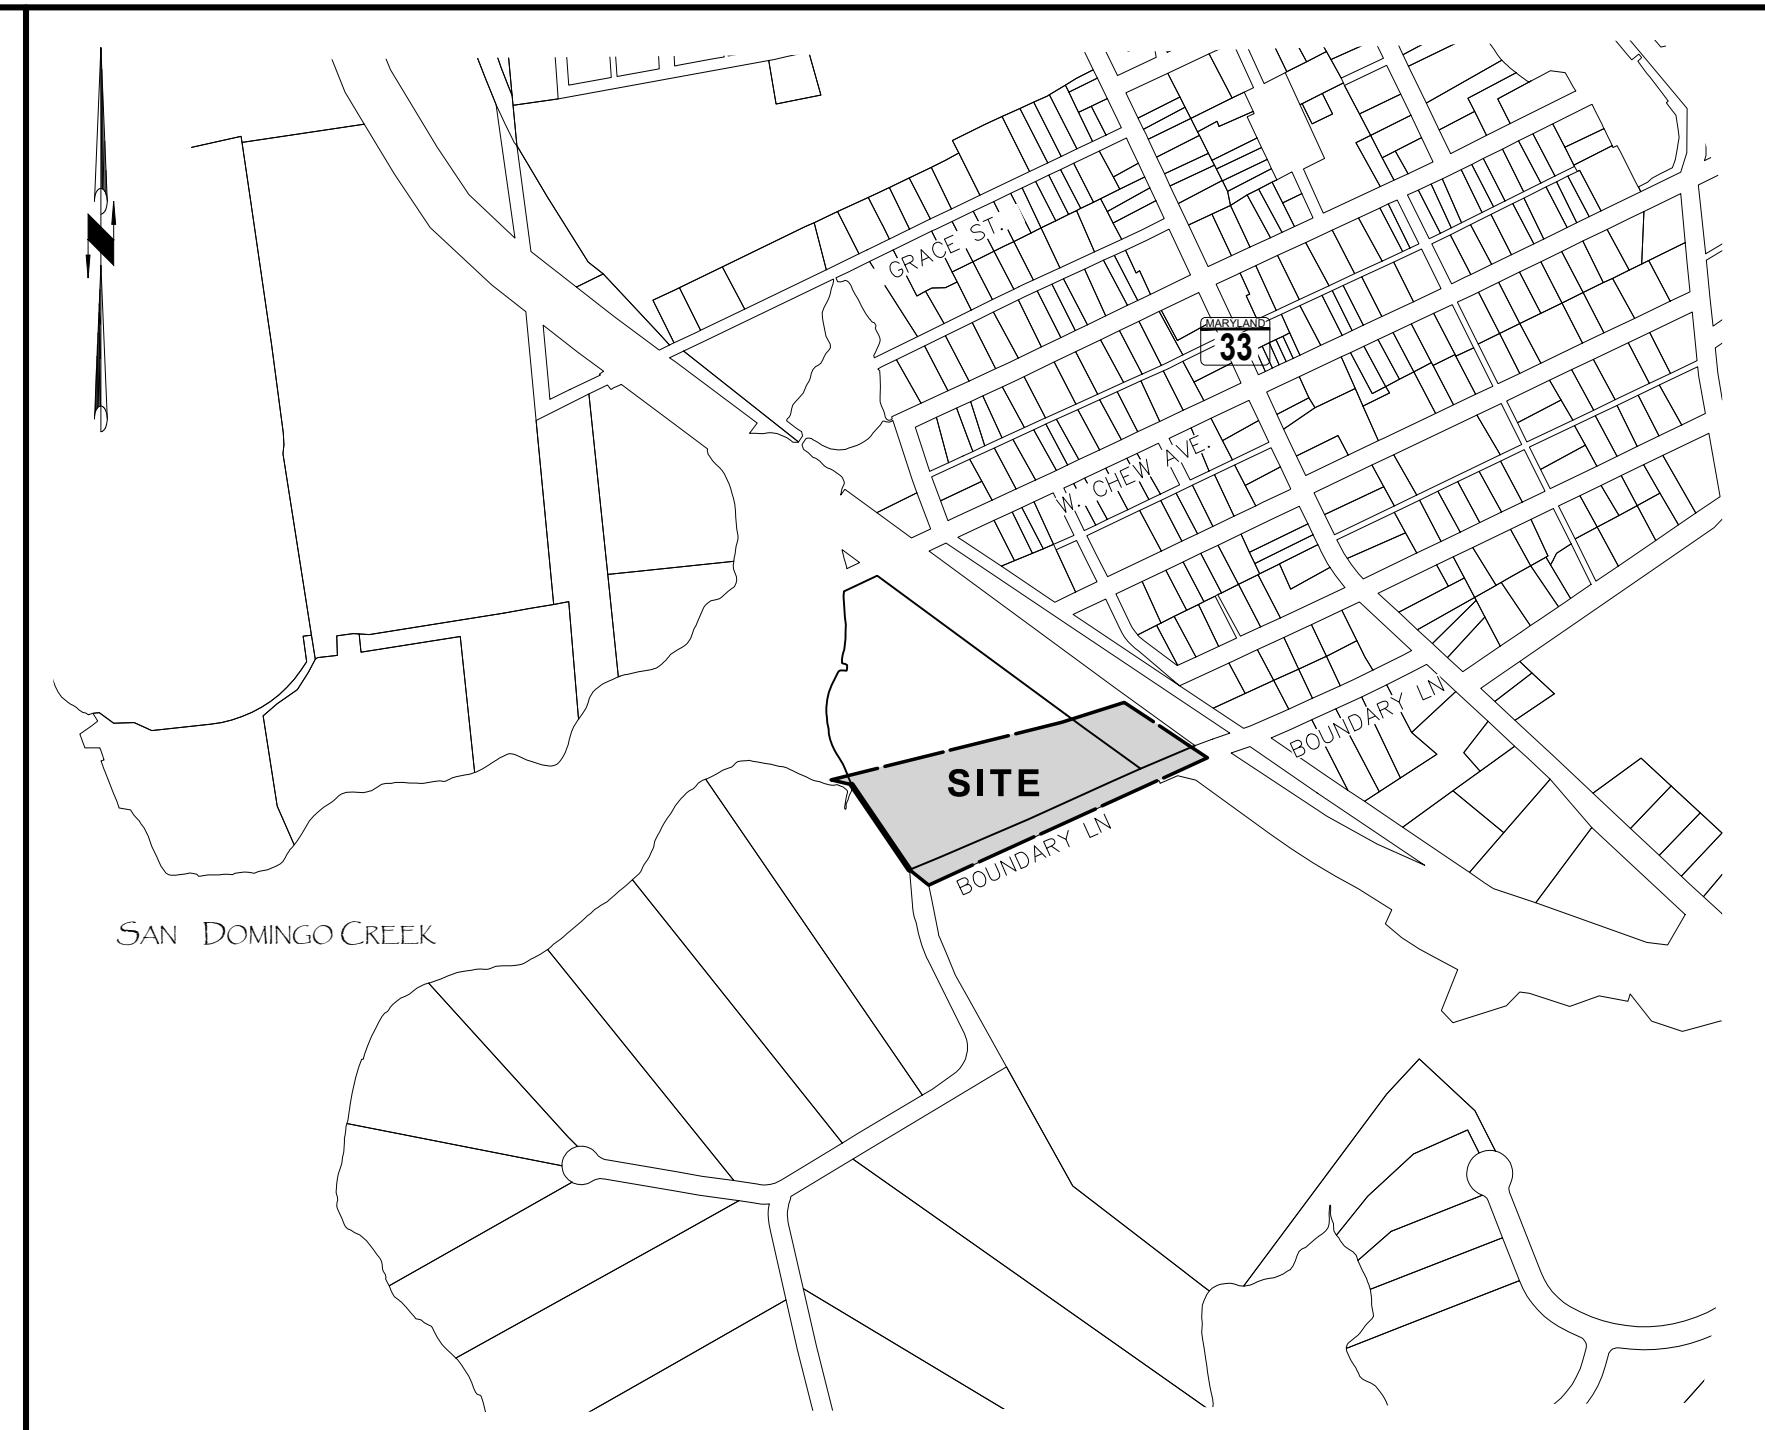 GRACE ST.
MARYLAND
33
W. CHEW AVE.
BOUNDARY LN
SITE
BOUNDARY LN
SAN DOMINGO CREEK
N